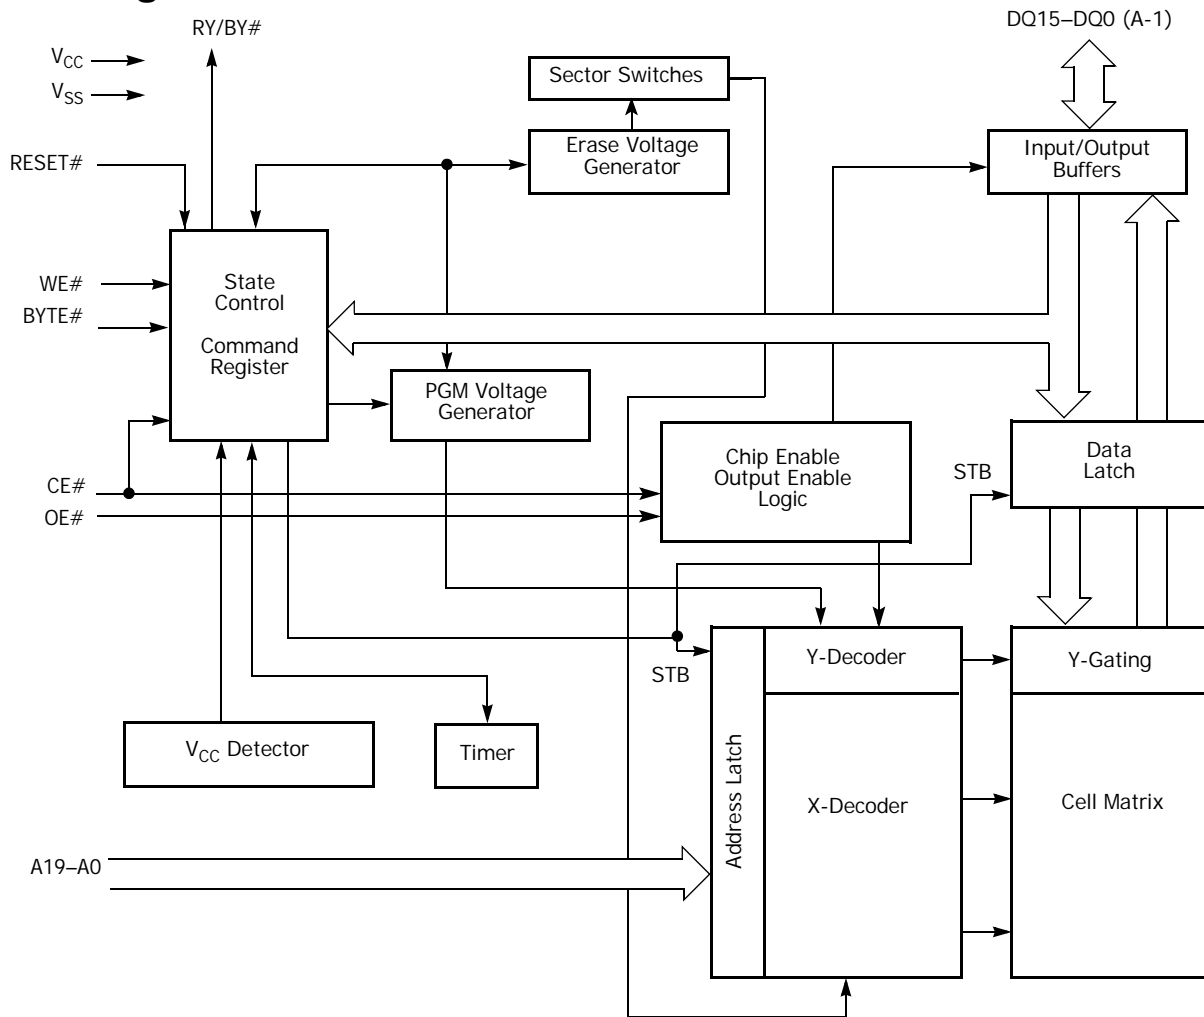 RY/BY#
DQ15–DQ0 (A-1)
VCC
VSS
Sector Switches
Erase Voltage
Generator
Input/Output
Buffers
RESET#
WE#
BYTE#
State
Control
Command
Register
PGM Voltage
Generator
Chip Enable
Output Enable
Logic
Data
Latch
STB
CE#
OE#
STB
Y-Decoder
Y-Gating
VCC Detector
Timer
Address Latch
X-Decoder
Cell Matrix
A19–A0